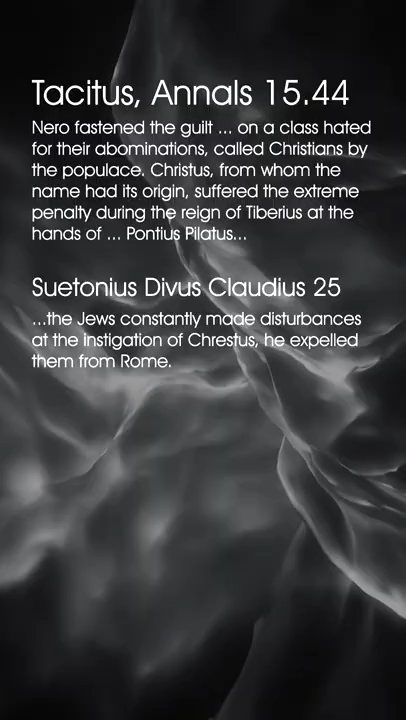 Tacitus, Annals 15.44
Nero fastened the guilt ... on a class hated
for their abominations, called Christians by
the populace. Christus, from whom the
name had its origin, suffered the extreme
penalty during the reign of Tiberius at the
hands of ... Pontius Pilatus...
Suetonius Divus Claudius 25
...the Jews constantly made disturbances
at the instigation of Chrestus, he expelled
them from Rome.